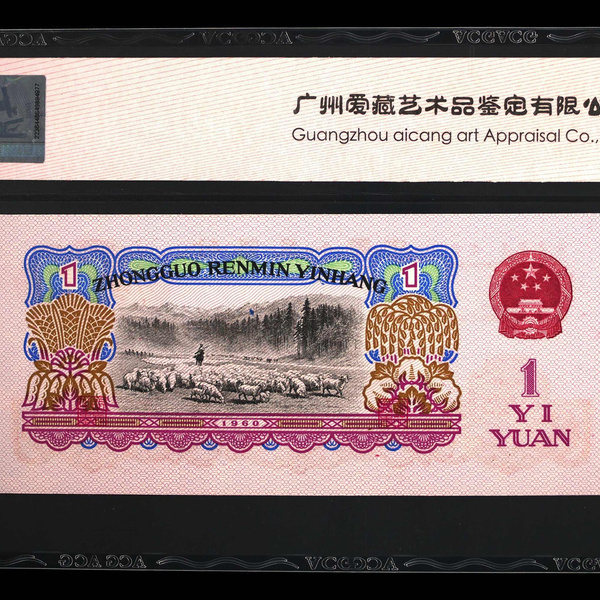 广州爱藏艺术品鉴定有限公
Guangzhou aicang art Appraisal Co.,
1 ZHONGGUO RENMIN YINHANG 1
1960
1
YI
YUAN